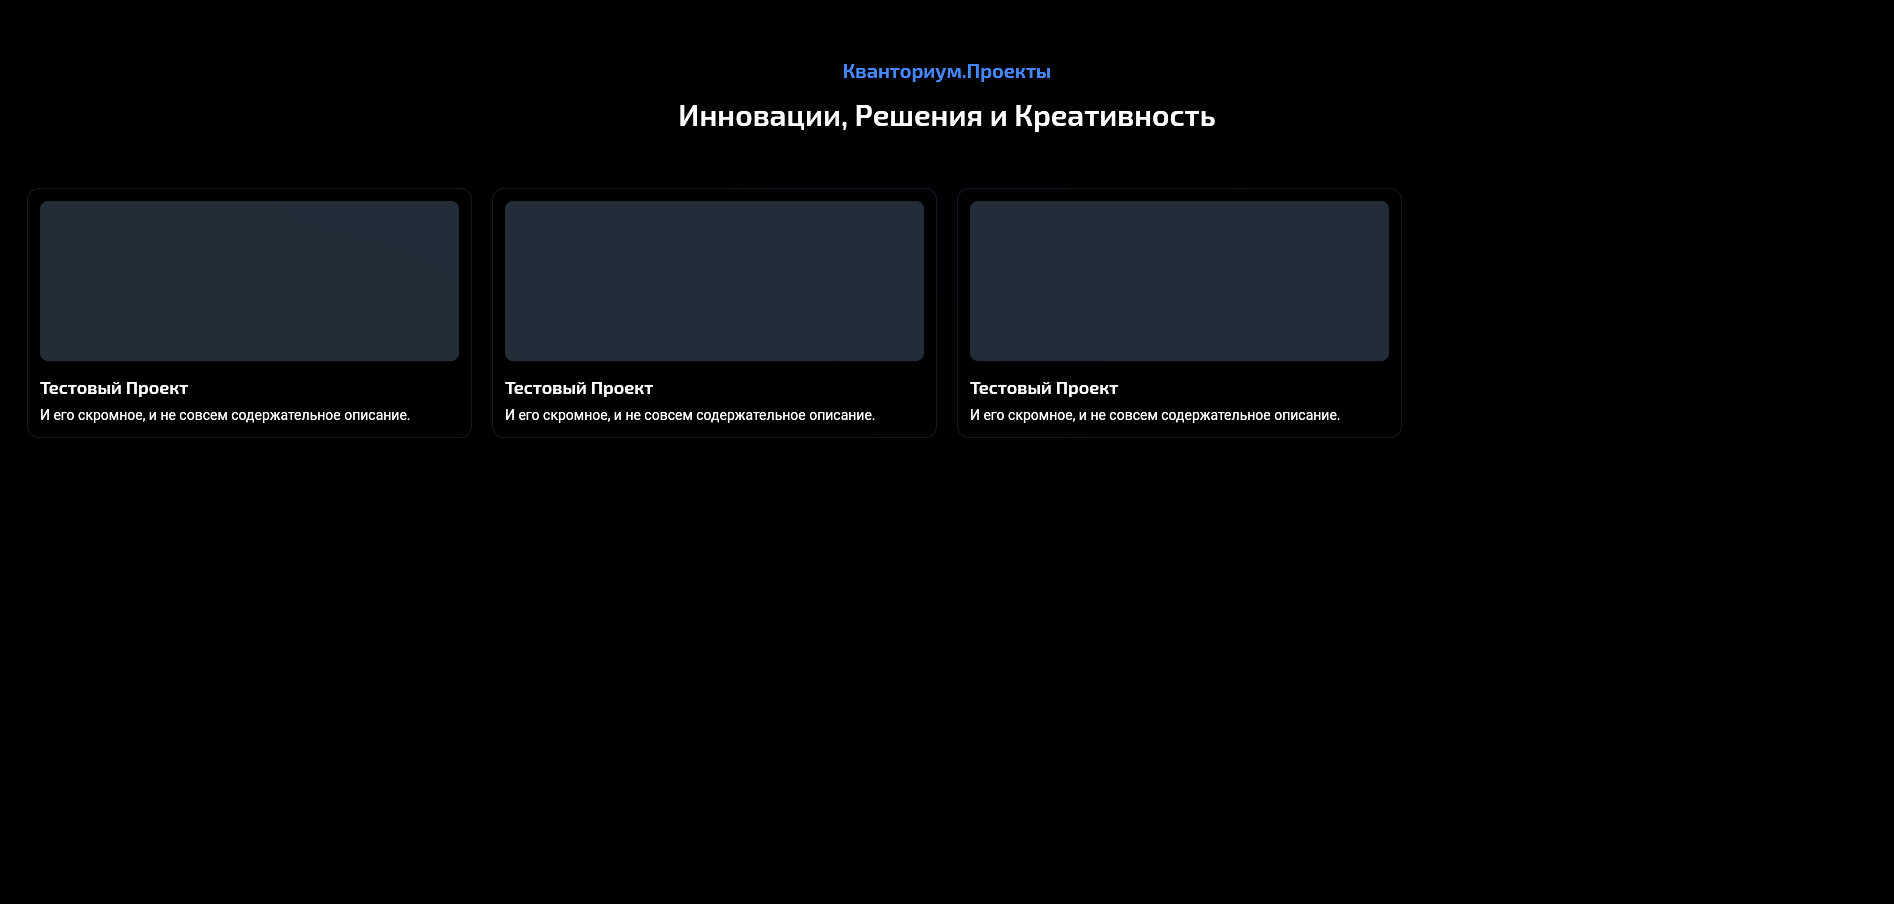 Кванториум.Проекты
Инновации, Решения и Креативность
Тестовый Проект
И его скромное, и не совсем содержательное описание.
Тестовый Проект
И его скромное, и не совсем содержательное описание.
Тестовый Проект
И его скромное, и не совсем содержательное описание.